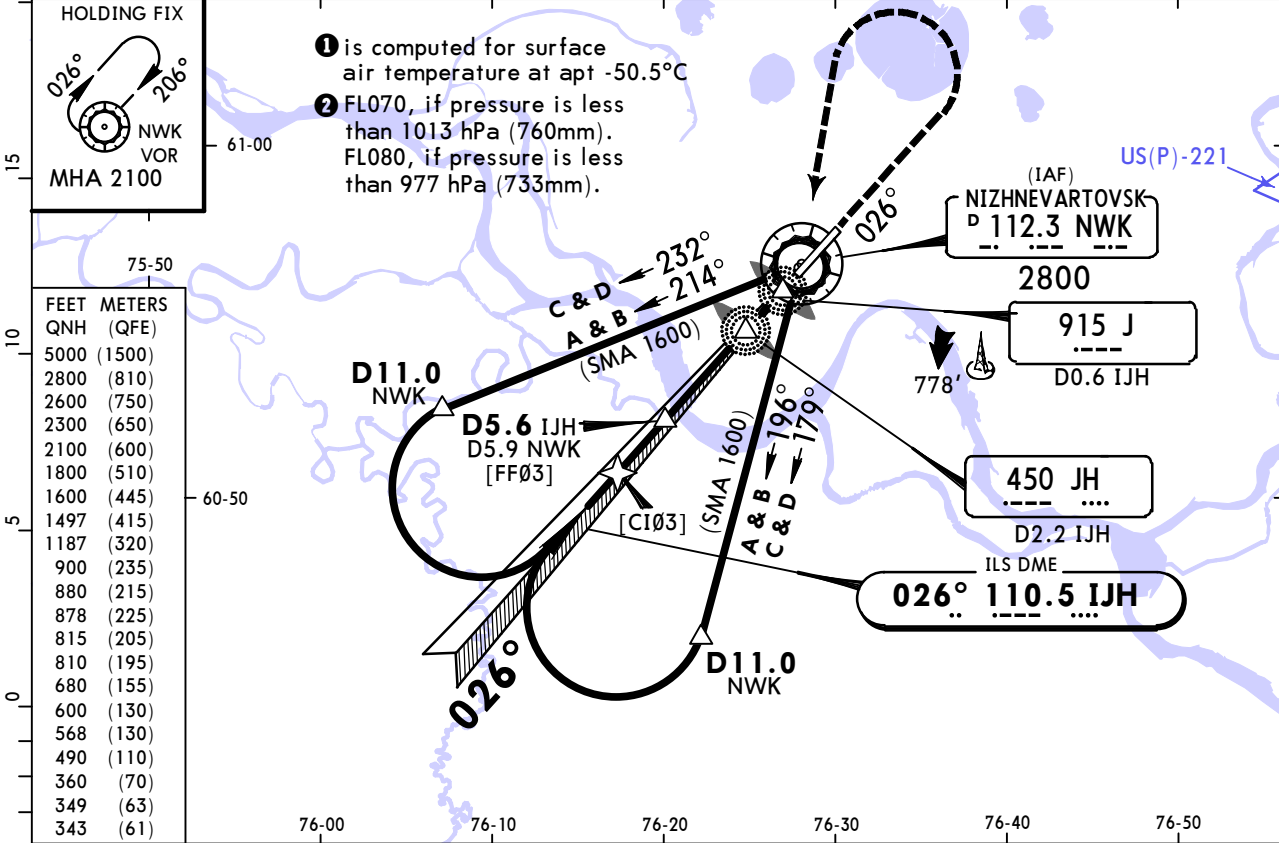 HOLDING FIX
026°
206°
NWK
VOR
MHA 2100
❶ is computed for surface
air temperature at apt -50.5°C
❷ FL070, if pressure is less
than 1013 hPa (760mm).
FL080, if pressure is less
than 977 hPa (733mm).
61-00
15
10
5
0
75-50
60-50
FEET METERS
QNH (QFE)
5000 (1500)
2800 (810)
2600 (750)
2300 (650)
2100 (600)
1800 (510)
1600 (445)
1497 (415)
1187 (320)
900 (235)
880 (215)
878 (225)
815 (205)
810 (195)
680 (155)
600 (130)
568 (130)
490 (110)
360 (70)
349 (63)
343 (61)
US(P)-221
(IAF)
NIZHNEVARTOVSK
D 112.3 NWK
2800
026°
C & D 232°
A & B 214°
(SMA 1600)
915 J
D0.6 IJH
778'
D11.0
NWK
D5.6 IJH
D5.9 NWK
[FFØ3]
[CIØ3]
(SMA 1600)
A & B 196°
C & D 179°
450 JH
D2.2 IJH
ILS DME
026° 110.5 IJH
D11.0
NWK
026°
76-00
76-10
76-20
76-30
76-40
76-50